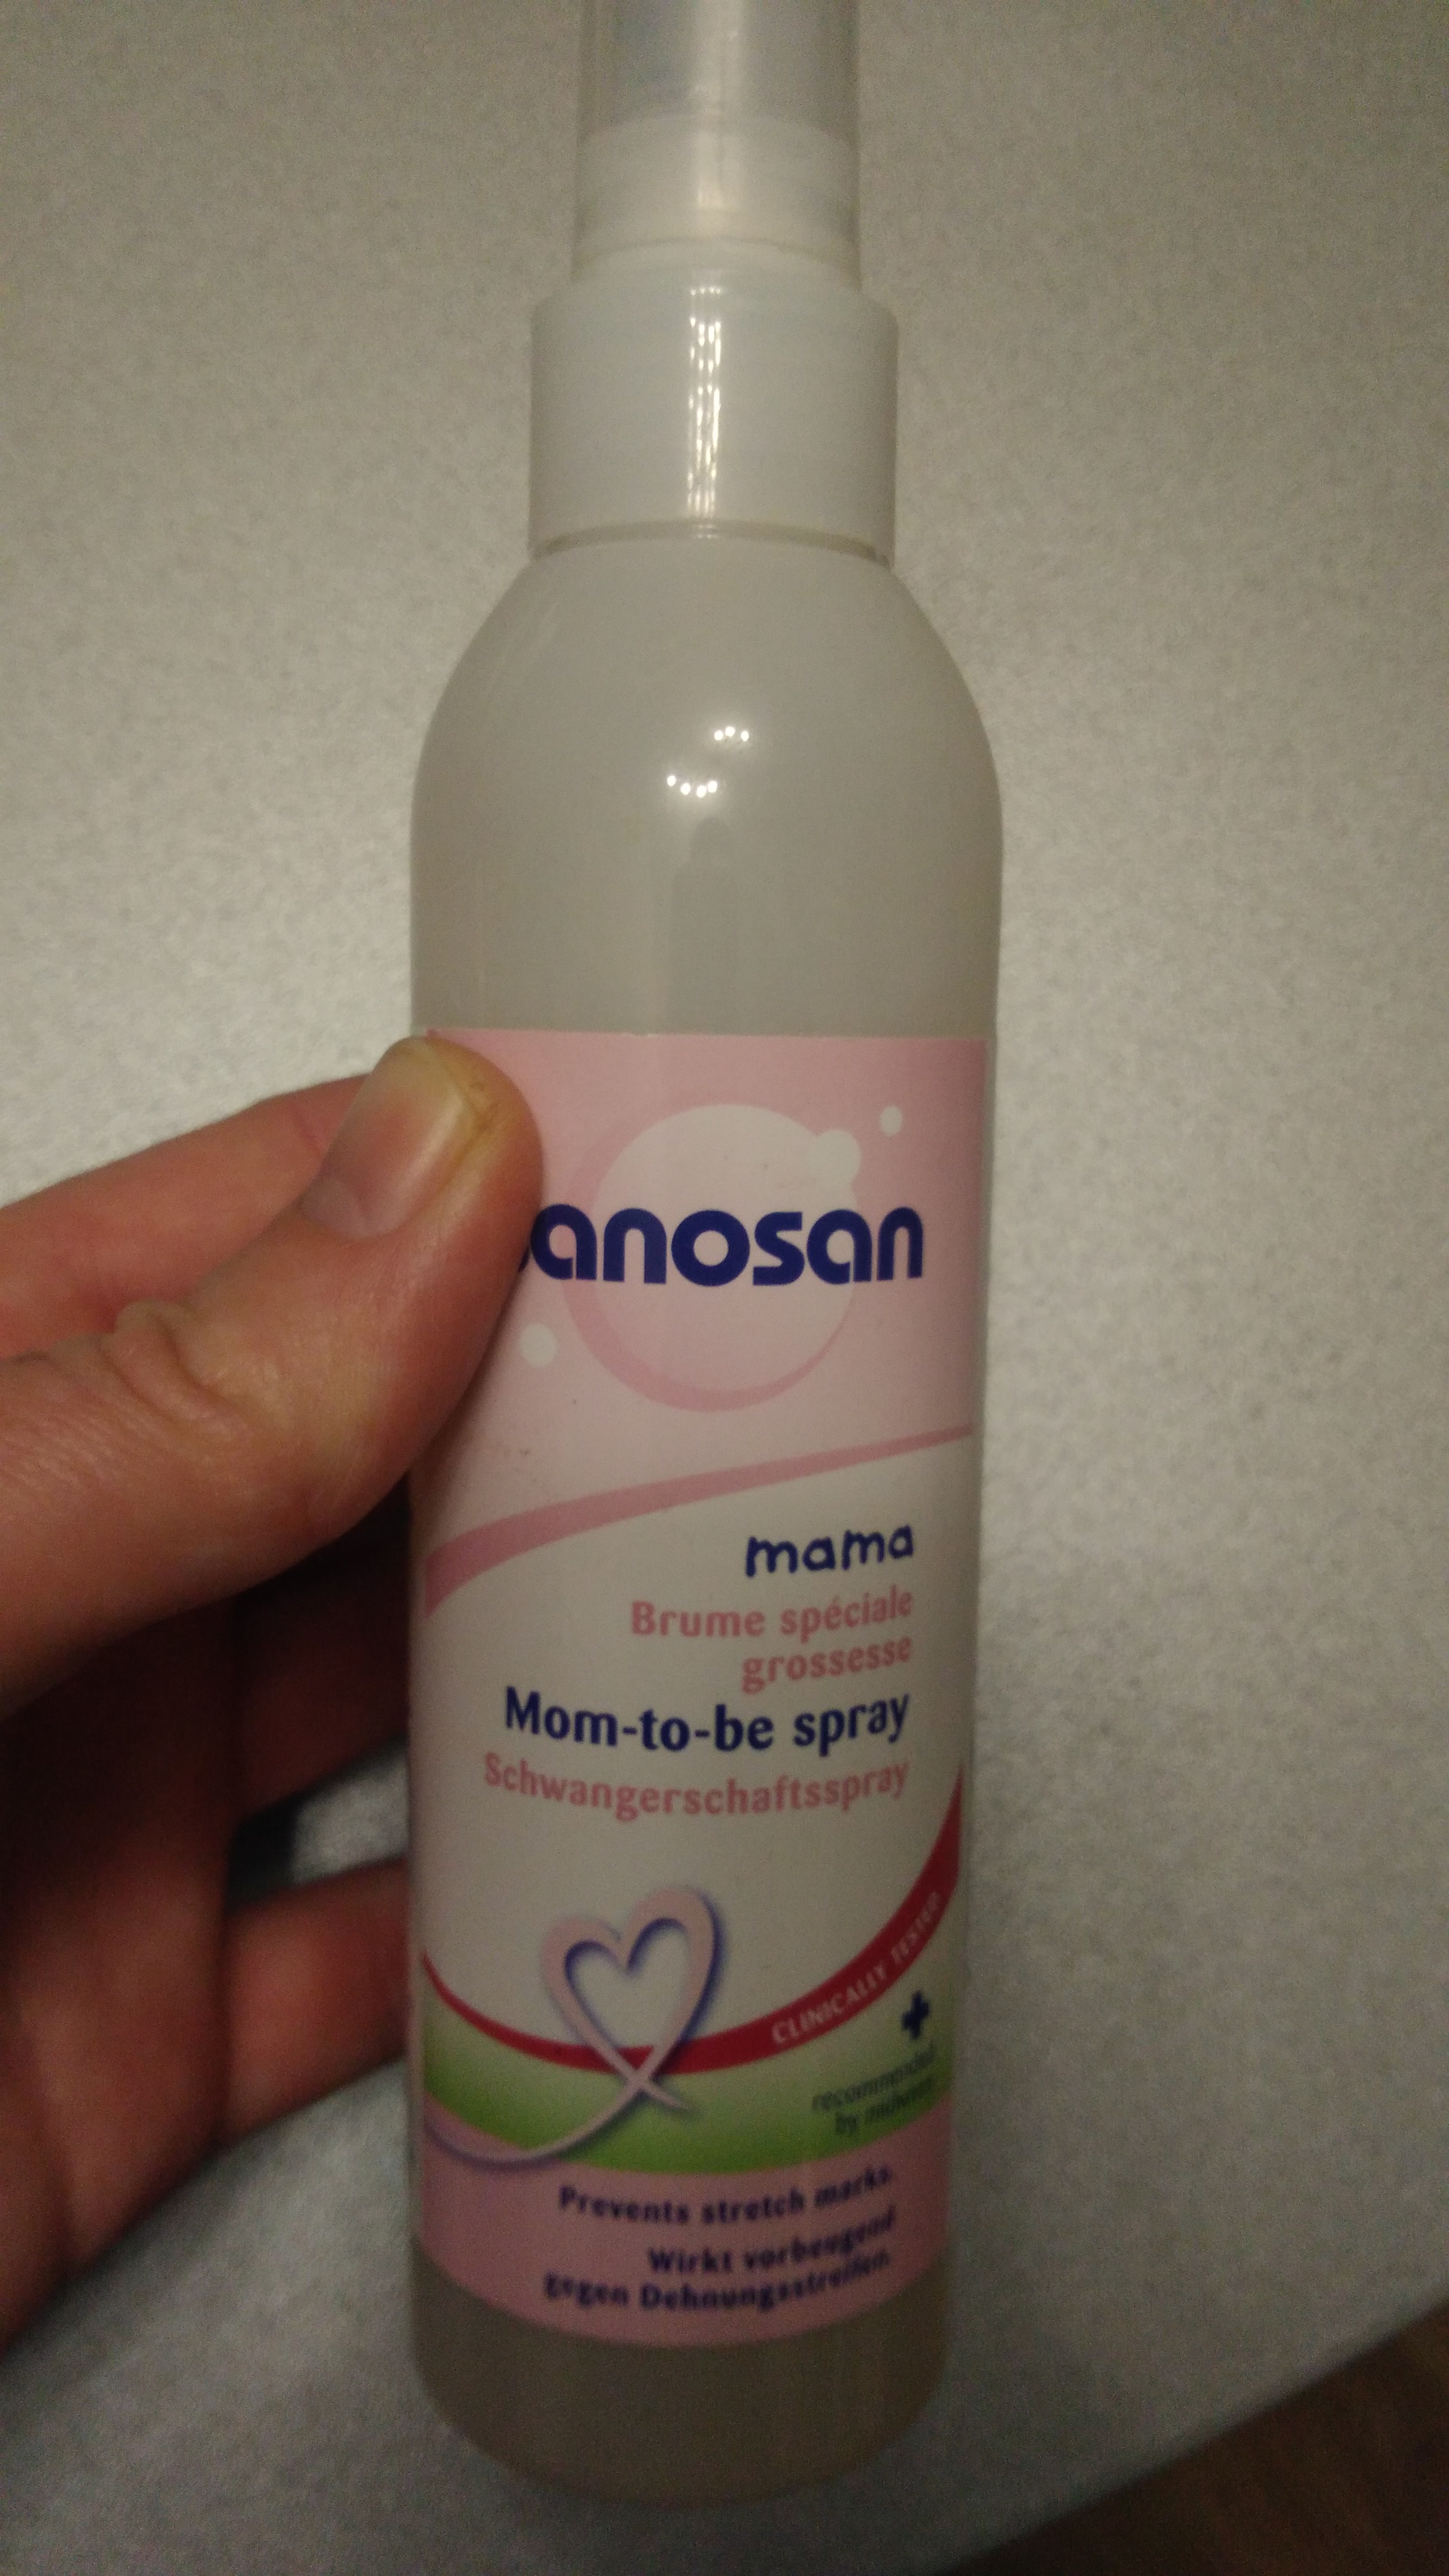 anosan
mama
Brume spéciale
grossesse
Mom-to-be spray
Schwangerschaftsspray
CLINICALLY TESTED
recommended
by
Prevents stretch marks.
Wirkt vorbeugend
gegen Dehnungsstreifen.